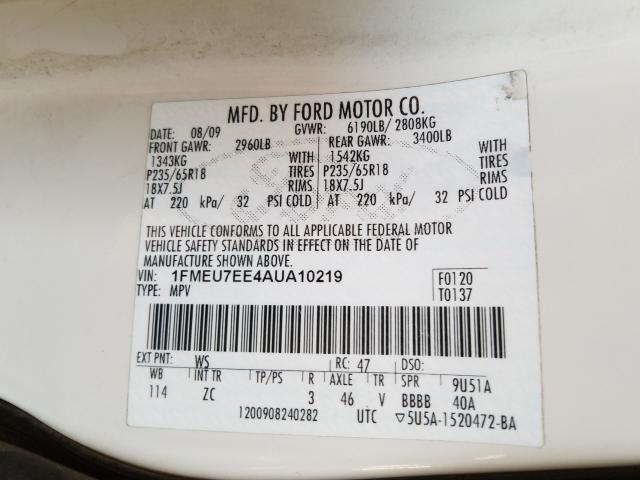 MFD. BY FORD MOTOR CO.
DATE: 08/09 GVWR: 6190LB/ 2808KG
FRONT GAWR: 2960LB REAR GAWR: 3400LB
1343KG WITH 1542KG WITH
P235/65R18 TIRES P235/65R18 TIRES
18X7.5J RIMS 18X7.5J RIMS
AT 220 kPa/ 32 PSI COLD AT 220 kPa/ 32 PSI COLD
THIS VEHICLE CONFORMS TO ALL APPLICABLE FEDERAL MOTOR
VEHICLE SAFETY STANDARDS IN EFFECT ON THE DATE OF
MANUFACTURE SHOWN ABOVE.
VIN: 1FMEU7EE4AUA10219 F0120
TYPE: MPV T0137
EXT PNT: WS RC: 47 DSO:
WB INT TR TP/PS R AXLE TR SPR 9U51A
114 ZC 3 46 V BBBB 40A
1200908240282 UTC ▽5U5A-1520472-BA